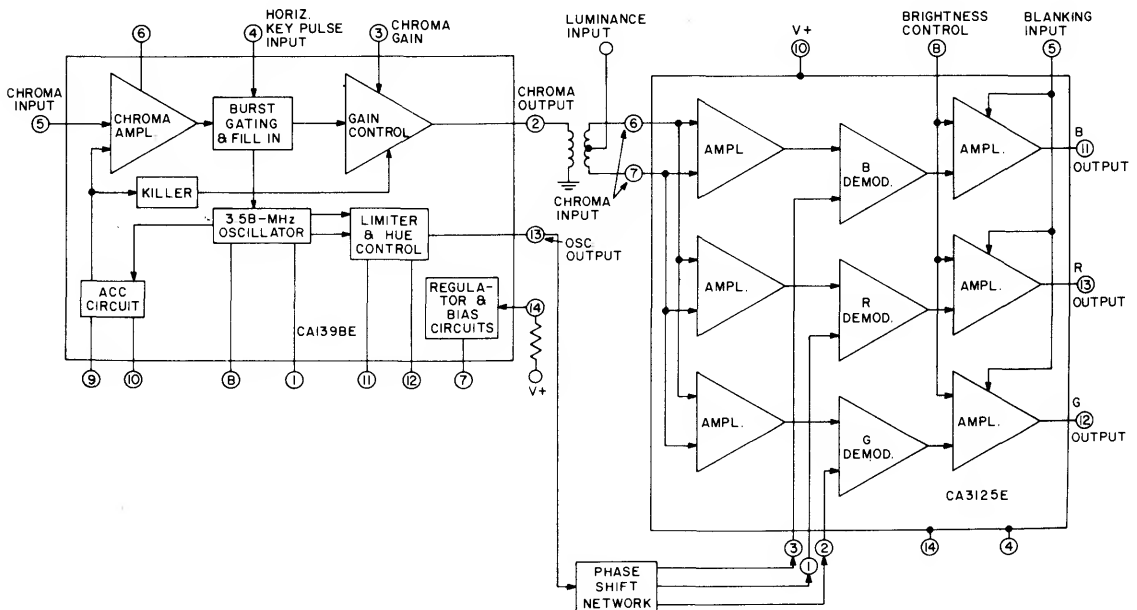 HORIZ.
KEY PULSE
INPUT
6
4
3
CHROMA
GAIN
CHROMA
INPUT
5
CHROMA
AMPL.
BURST
GATING
& FILL IN
GAIN
CONTROL
CHROMA
OUTPUT
2
KILLER
3.58-MHz
OSCILLATOR
LIMITER
& HUE
CONTROL
13
OSC
OUTPUT
ACC
CIRCUIT
REGULA-
TOR &
BIAS
CIRCUITS
14
V+
CA1398E
9
10
8
1
11
12
7
LUMINANCE
INPUT
6
7
CHROMA
INPUT
V+
10
BRIGHTNESS
CONTROL
8
BLANKING
INPUT
5
AMPL
B
DEMOD.
AMPL.
B
11
OUTPUT
AMPL.
R
DEMOD.
AMPL.
R
13
OUTPUT
AMPL.
G
DEMOD.
AMPL.
G
12
OUTPUT
CA3125E
14
4
3
1
2
PHASE
SHIFT
NETWORK